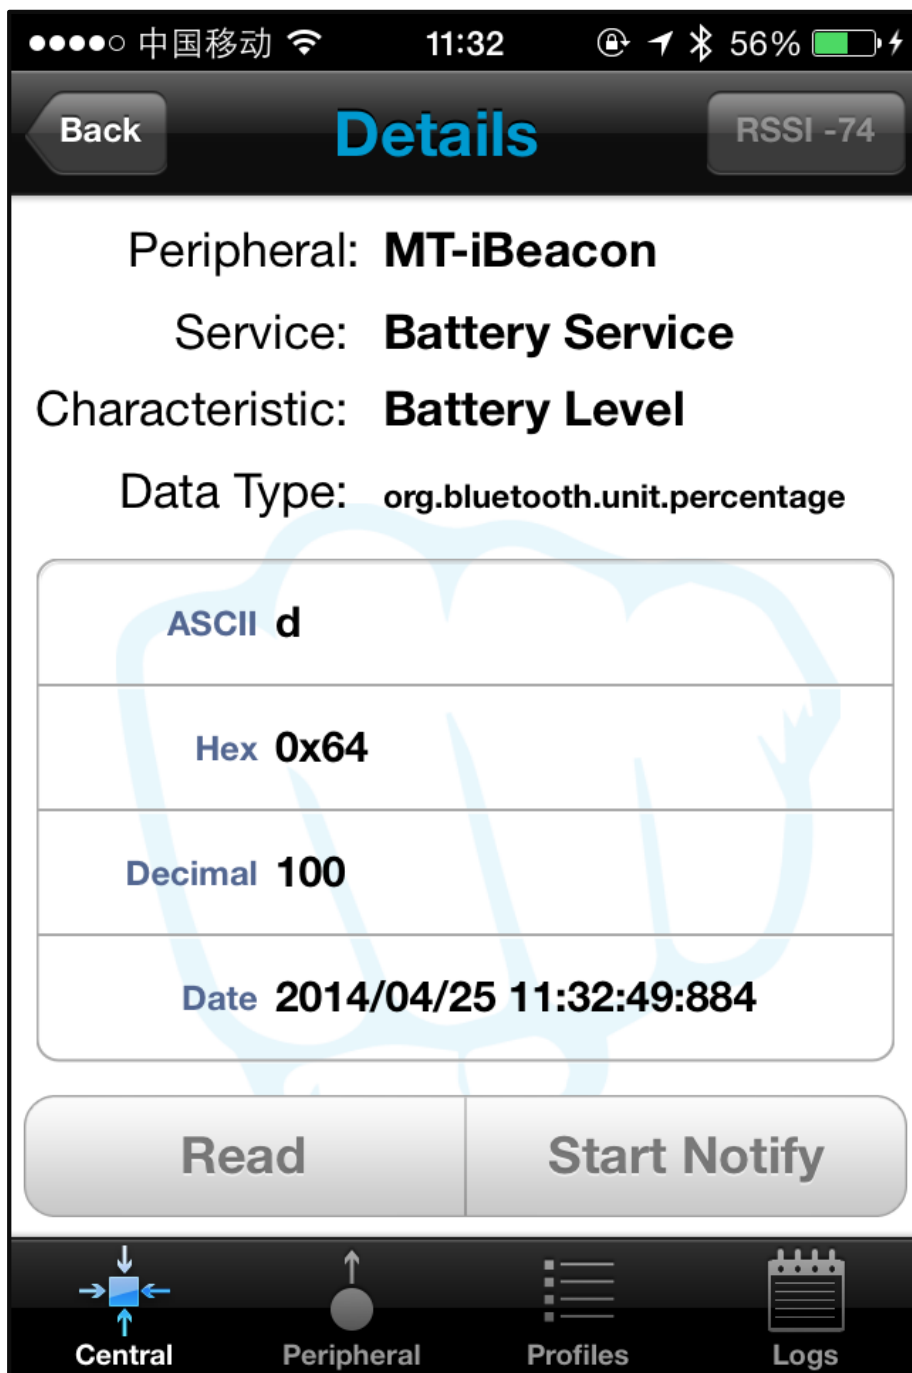 中国移动 11:32 56%
Back Details RSSI -74
Peripheral: MT-iBeacon
Service: Battery Service
Characteristic: Battery Level
Data Type: org.bluetooth.unit.percentage
ASCII d
Hex 0x64
Decimal 100
Date 2014/04/25 11:32:49:884
Read Start Notify
Central Peripheral Profiles Logs